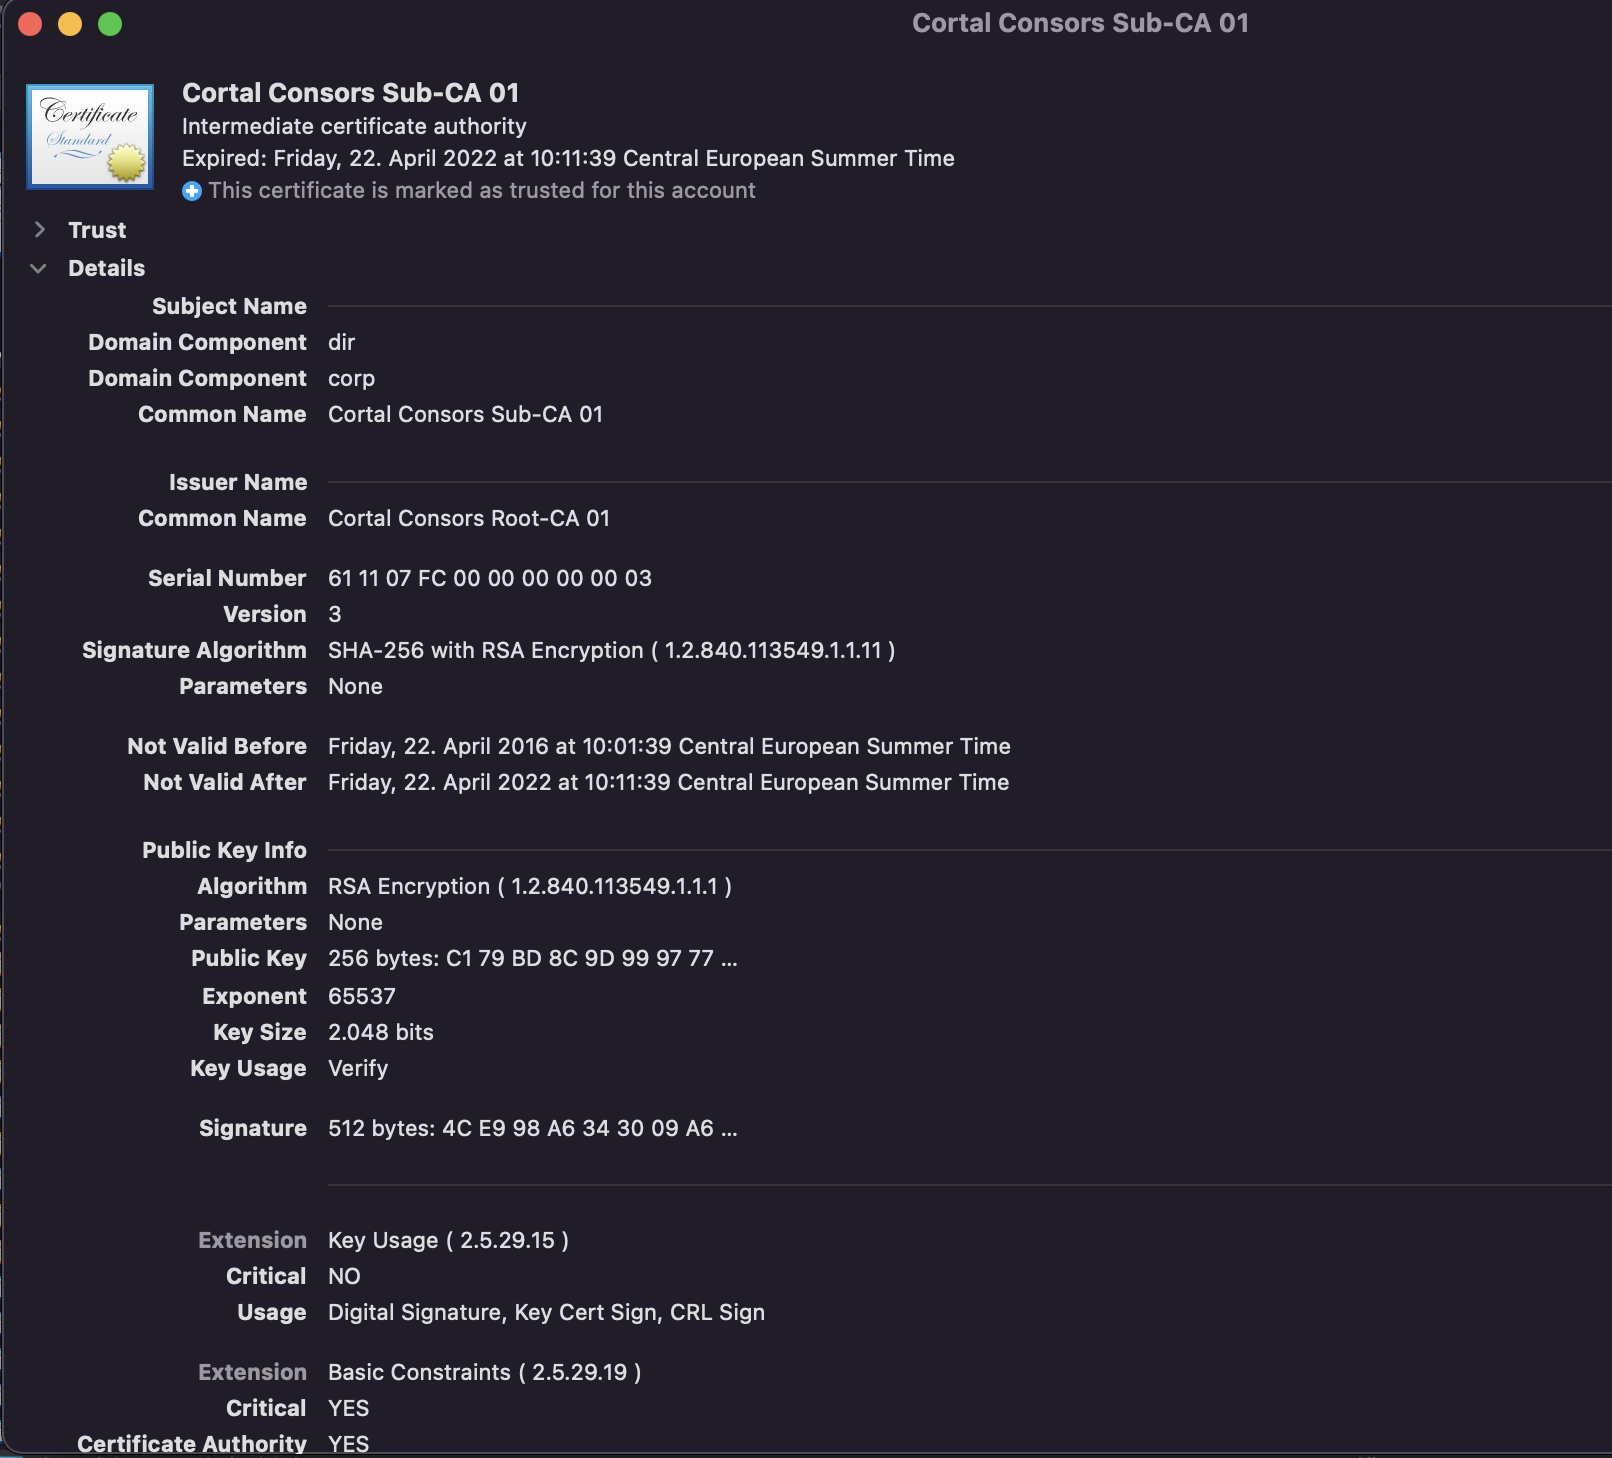 Cortal Consors Sub-CA 01
Certificate
Standard
Cortal Consors Sub-CA 01
Intermediate certificate authority
Expired: Friday, 22. April 2022 at 10:11:39 Central European Summer Time
This certificate is marked as trusted for this account
Trust
Details
Subject Name
Domain Component dir
Domain Component corp
Common Name Cortal Consors Sub-CA 01
Issuer Name
Common Name Cortal Consors Root-CA 01
Serial Number 61 11 07 FC 00 00 00 00 00 03
Version 3
Signature Algorithm SHA-256 with RSA Encryption ( 1.2.840.113549.1.1.11 )
Parameters None
Not Valid Before Friday, 22. April 2016 at 10:01:39 Central European Summer Time
Not Valid After Friday, 22. April 2022 at 10:11:39 Central European Summer Time
Public Key Info
Algorithm RSA Encryption ( 1.2.840.113549.1.1.1 )
Parameters None
Public Key 256 bytes: C1 79 BD 8C 9D 99 97 77 ...
Exponent 65537
Key Size 2.048 bits
Key Usage Verify
Signature 512 bytes: 4C E9 98 A6 34 30 09 A6 ...
Extension Key Usage ( 2.5.29.15 )
Critical NO
Usage Digital Signature, Key Cert Sign, CRL Sign
Extension Basic Constraints ( 2.5.29.19 )
Critical YES
Certificate Authority YES